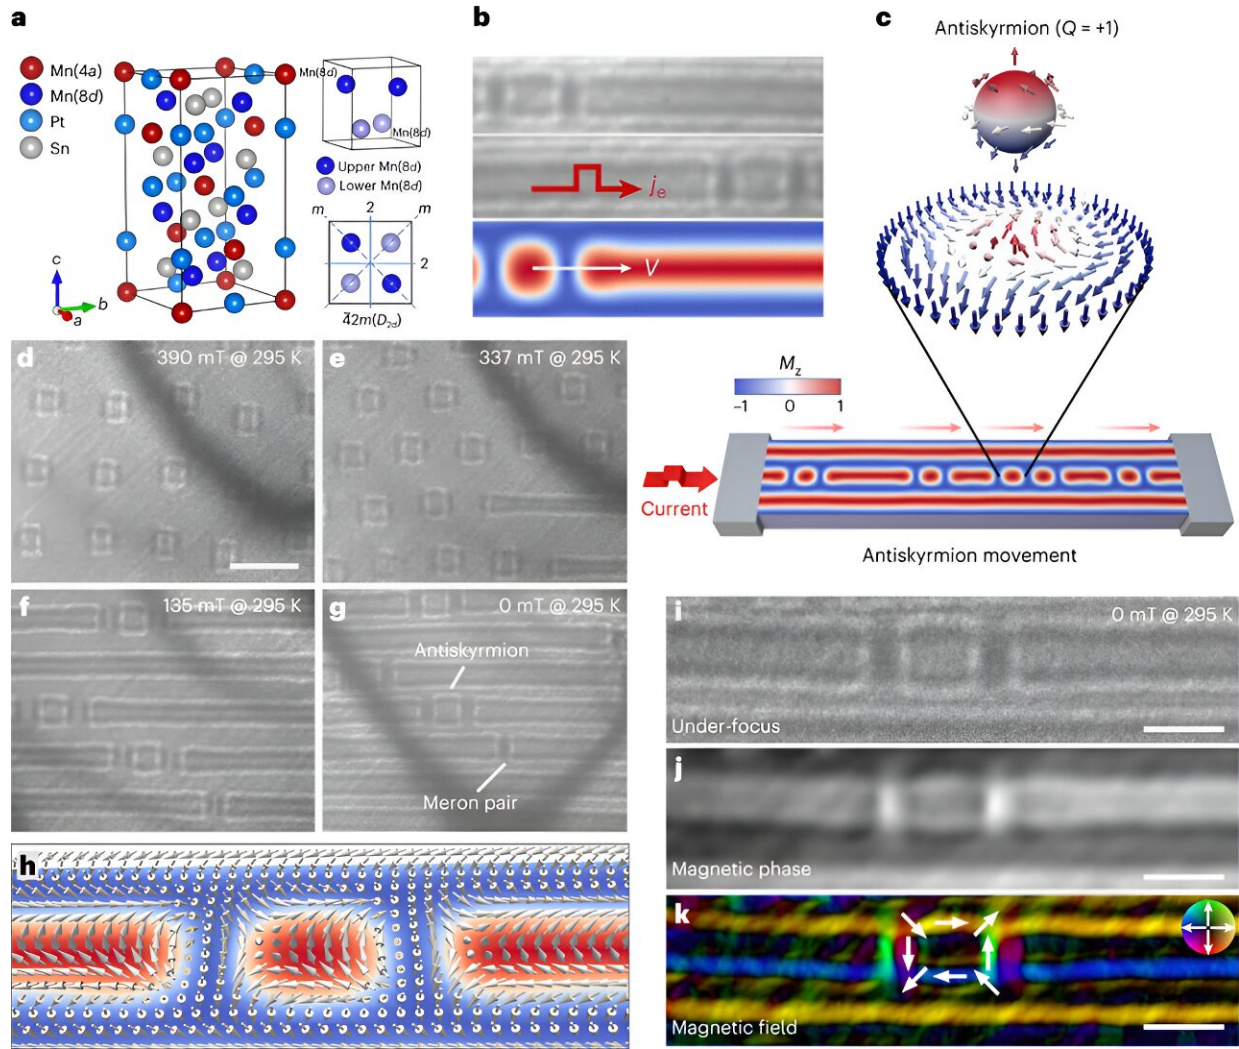 a
Mn(4a)
Mn(8d)
Pt
Sn
c
b
a
Mn(8d)
Mn(8d)
Upper Mn(8d)
Lower Mn(8d)
m 2 m
2
4̅2m(D2d)
b
je
V
c
Antiskyrmion (Q = +1)
Mz
−1 0 1
Current
Antiskyrmion movement
d
390 mT @ 295 K
e
337 mT @ 295 K
f
135 mT @ 295 K
g
0 mT @ 295 K
Antiskyrmion
Meron pair
h
i
0 mT @ 295 K
Under-focus
j
Magnetic phase
k
Magnetic field